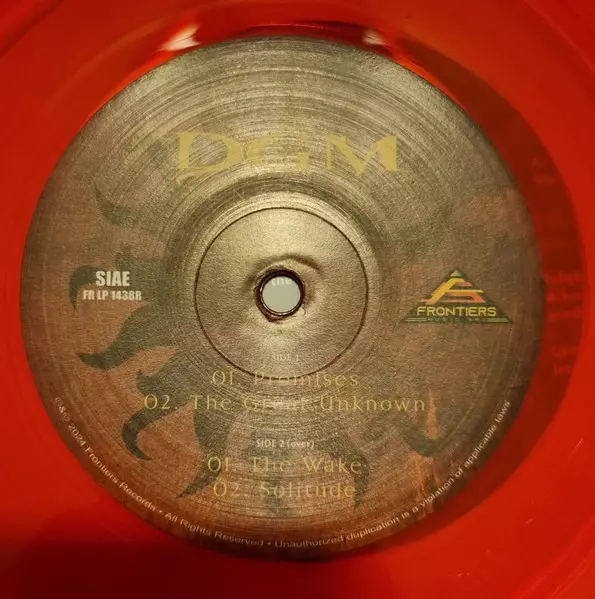 DGM
SIAE
FR LP 1438R
the
FRONTIERS
SIDE 1
01. Promises
02. The Great Unknown
SIDE 2 (over)
01. The Wake
02. Solitude
℗&© 2024 Frontiers Records • All Rights Reserved • Unauthorized duplication is a violation of applicable laws